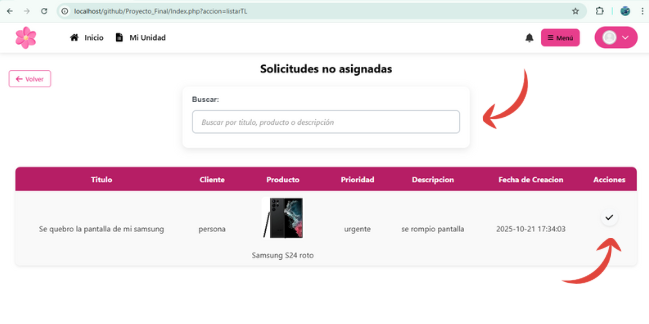 localhost/github/Proyecto_Final/Index.php?accion=listarTL
Inicio
Mi Unidad
Menú
Volver
Solicitudes no asignadas
Buscar:
Buscar por titulo, producto o descripción
Titulo Cliente Producto Prioridad Descripcion Fecha de Creacion Acciones
Se quebro la pantalla de mi samsung persona urgente se rompio pantalla 2025-10-21 17:34:03
Samsung S24 roto